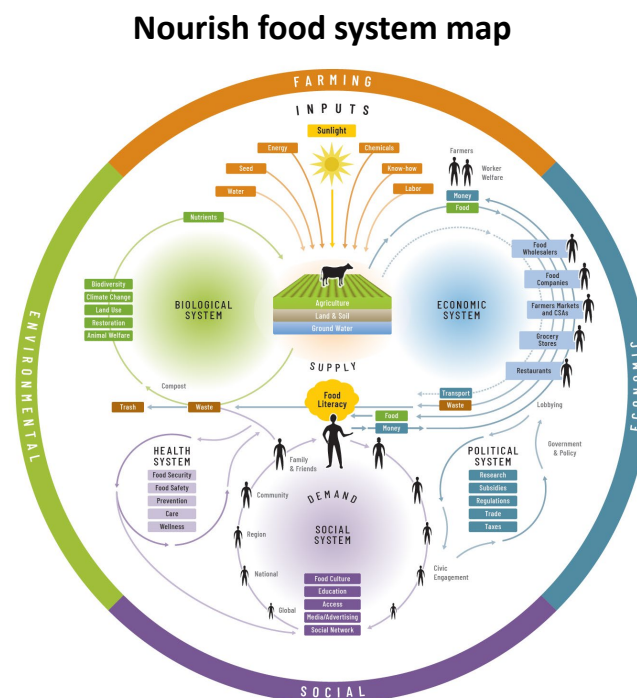 Nourish food system map
FARMING
INPUTS
Sunlight
Energy
Chemicals
Seed
Know-how
Water
Labor
Farmers
Worker
Welfare
Money
Food
Nutrients
Food
Wholesalers
Food
Companies
Farmers Markets
and CSAs
Grocery
Stores
Restaurants
Biodiversity
Climate Change
Land Use
Restoration
Animal Welfare
BIOLOGICAL
SYSTEM
Agriculture
Land & Soil
Ground Water
ECONOMIC
SYSTEM
ENVIRONMENTAL
ECONOMIC
SUPPLY
Compost
Transport
Waste
Trash
Waste
Food
Literacy
Food
Money
Lobbying
Government
& Policy
HEALTH
SYSTEM
Food Security
Food Safety
Prevention
Care
Wellness
Family
& Friends
Community
Region
National
Global
DEMAND
SOCIAL
SYSTEM
Food Culture
Education
Access
Media/Advertising
Social Network
POLITICAL
SYSTEM
Research
Subsidies
Regulations
Trade
Taxes
Civic
Engagement
SOCIAL